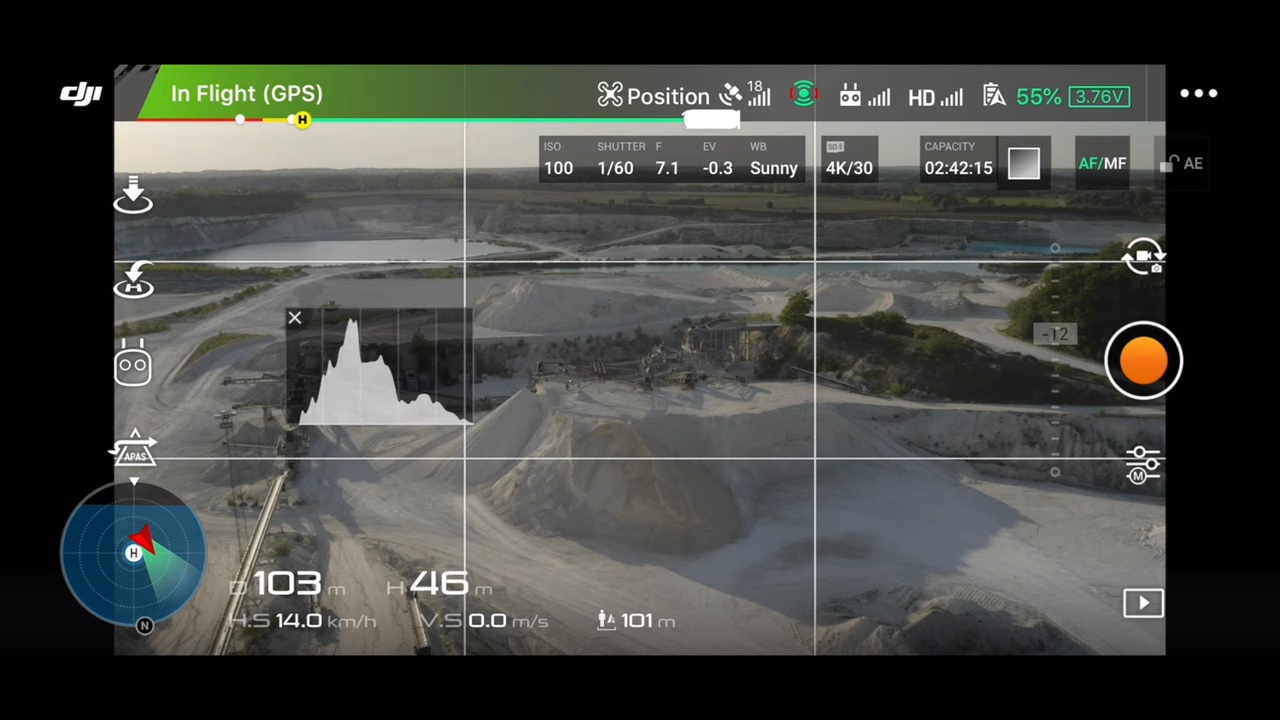 dji
In Flight (GPS)
Position 18 HD 55% 3.76V
H
ISO SHUTTER F EV WB
100 1/60 7.1 -0.3 Sunny
SD
4K/30
CAPACITY
02:42:15
AF/MF
AE
-12
APAS
M
H
N
D 103 m H 46 m
H.S 14.0 km/h V.S 0.0 m/s 101 m